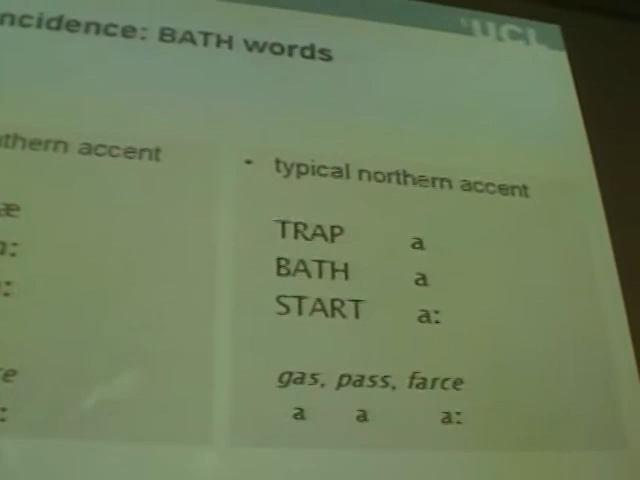 UCL
ncidence: BATH words
thern accent
æ
ɑ:
:
e
:
• typical northern accent
TRAP a
BATH a
START a:
gas, pass, farce
a a a: